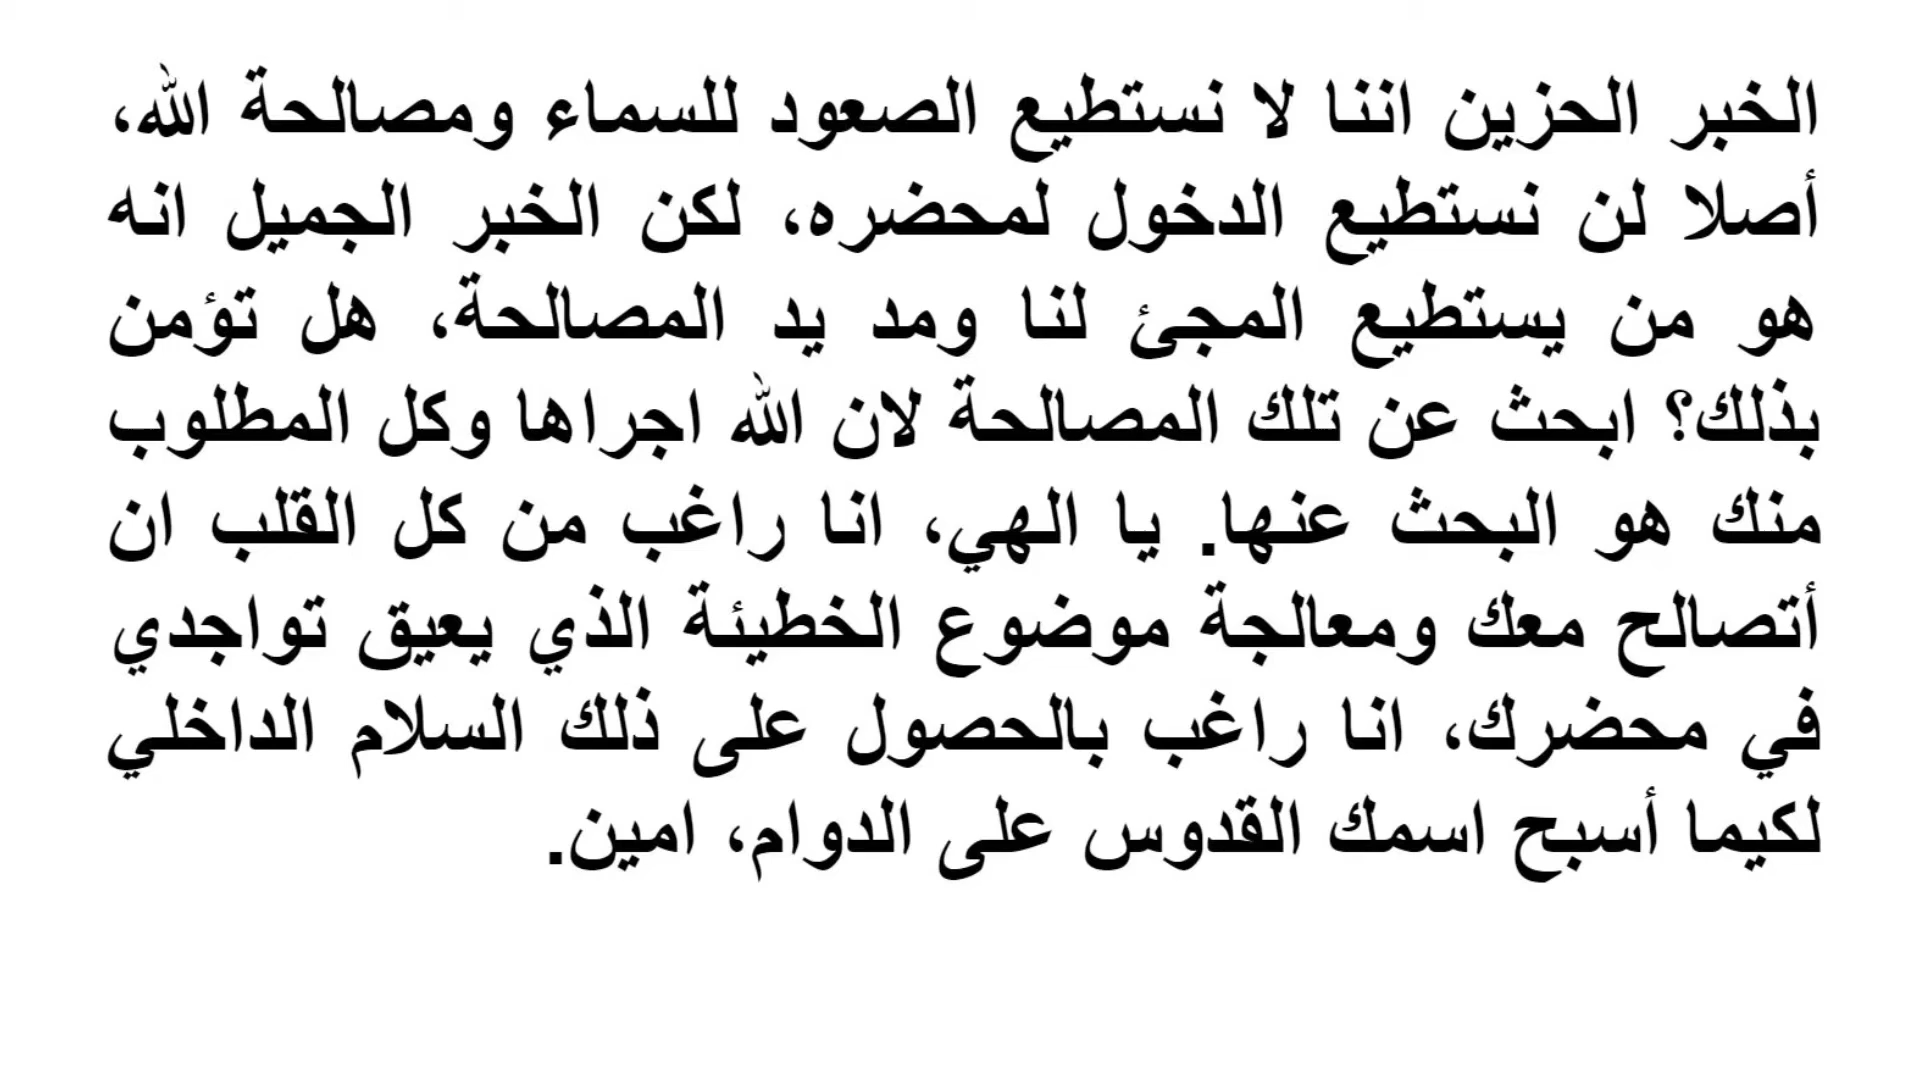 الخبر الحزين اننا لا نستطيع الصعود للسماء ومصالحة الله،
أصلا لن نستطيع الدخول لمحضره، لكن الخبر الجميل انه
هو من يستطيع المجئ لنا ومد يد المصالحة، هل تؤمن
بذلك؟ ابحث عن تلك المصالحة لان الله اجراها وكل المطلوب
منك هو البحث عنها. يا الهي، انا راغب من كل القلب ان
أتصالح معك ومعالجة موضوع الخطيئة الذي يعيق تواجدي
في محضرك، انا راغب بالحصول على ذلك السلام الداخلي
لكيما أسبح اسمك القدوس على الدوام، امين.